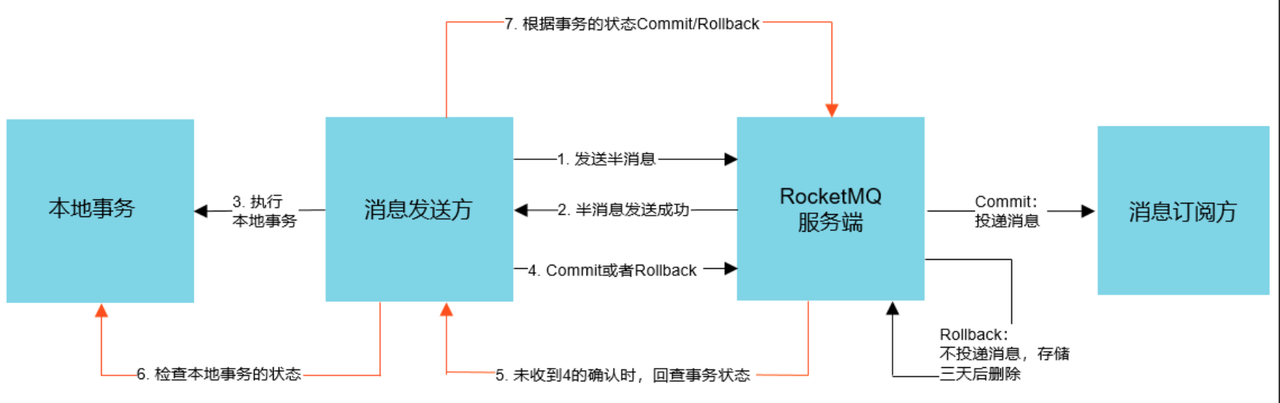 7. 根据事务的状态Commit/Rollback
本地事务
3. 执行
本地事务
消息发送方
1. 发送半消息
2. 半消息发送成功
4. Commit或者Rollback
RocketMQ
服务端
Commit：
投递消息
消息订阅方
Rollback：
不投递消息，存储
三天后删除
6. 检查本地事务的状态
5. 未收到4的确认时，回查事务状态